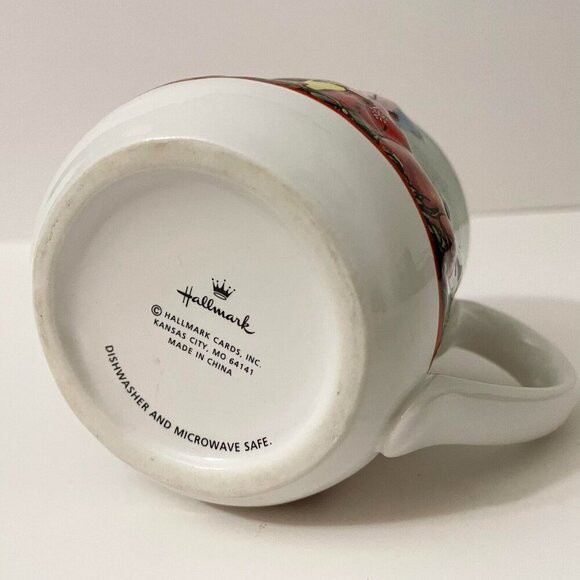 Hallmark
© HALLMARK CARDS, INC.
KANSAS CITY, MO 64141
MADE IN CHINA
DISHWASHER AND MICROWAVE SAFE.